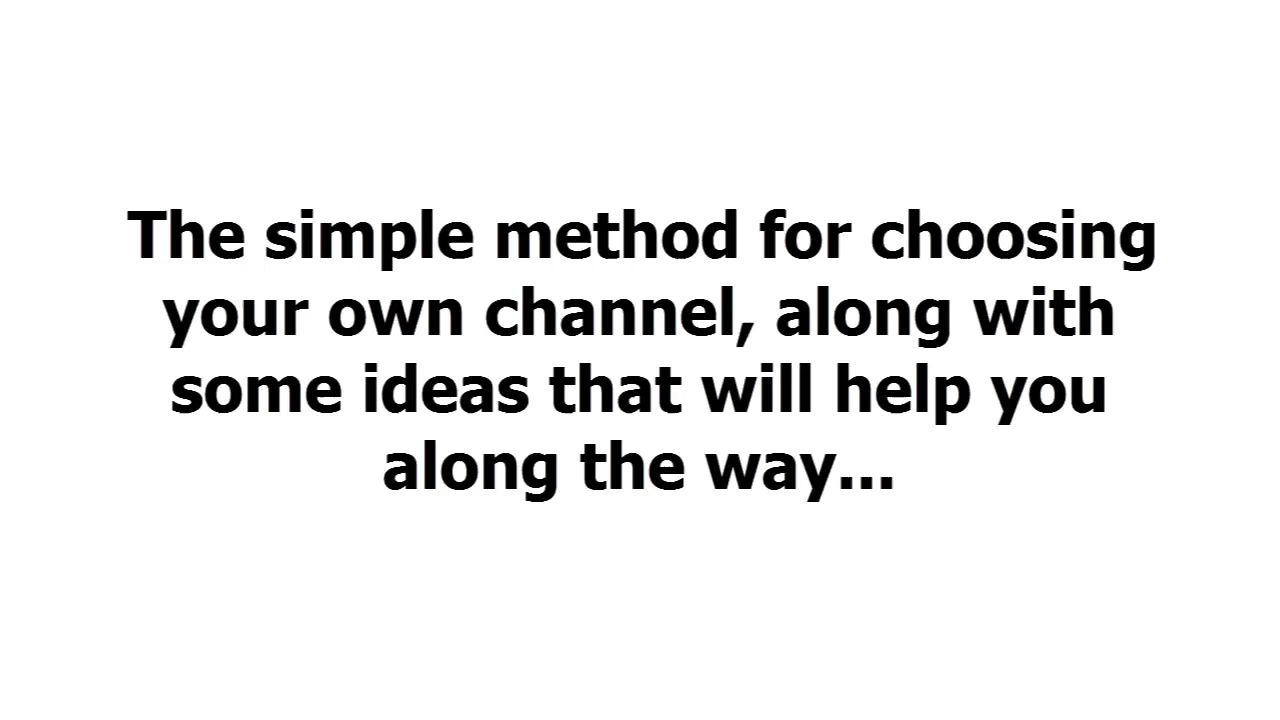 The simple method for choosing
your own channel, along with
some ideas that will help you
along the way...